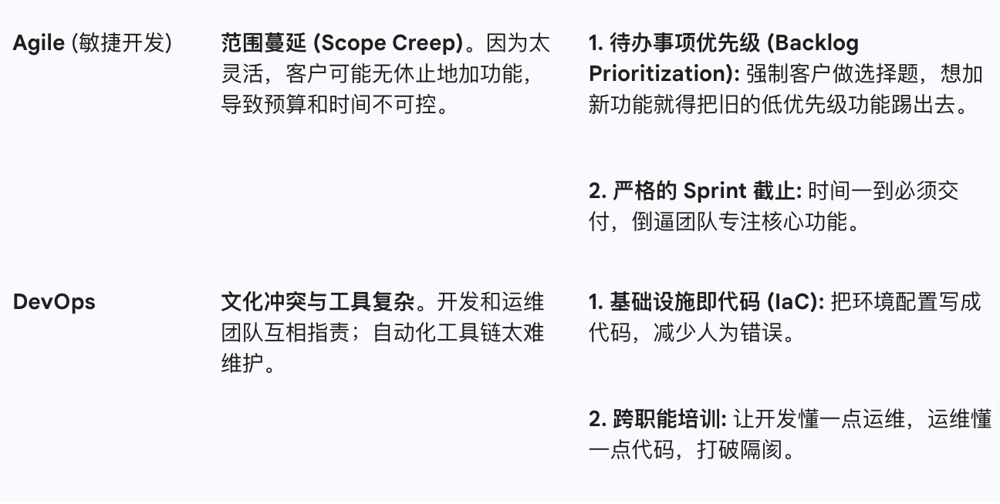 Agile (敏捷开发)
范围蔓延 (Scope Creep)。因为太
灵活，客户可能无休止地加功能，
导致预算和时间不可控。
1. 待办事项优先级 (Backlog
Prioritization): 强制客户做选择题，想加
新功能就得把旧的低优先级功能踢出去。
2. 严格的 Sprint 截止: 时间一到必须交
付，倒逼团队专注核心功能。
DevOps
文化冲突与工具复杂。开发和运维
团队互相指责；自动化工具链太难
维护。
1. 基础设施即代码 (IaC): 把环境配置写成
代码，减少人为错误。
2. 跨职能培训: 让开发懂一点运维，运维懂
一点代码，打破隔阂。